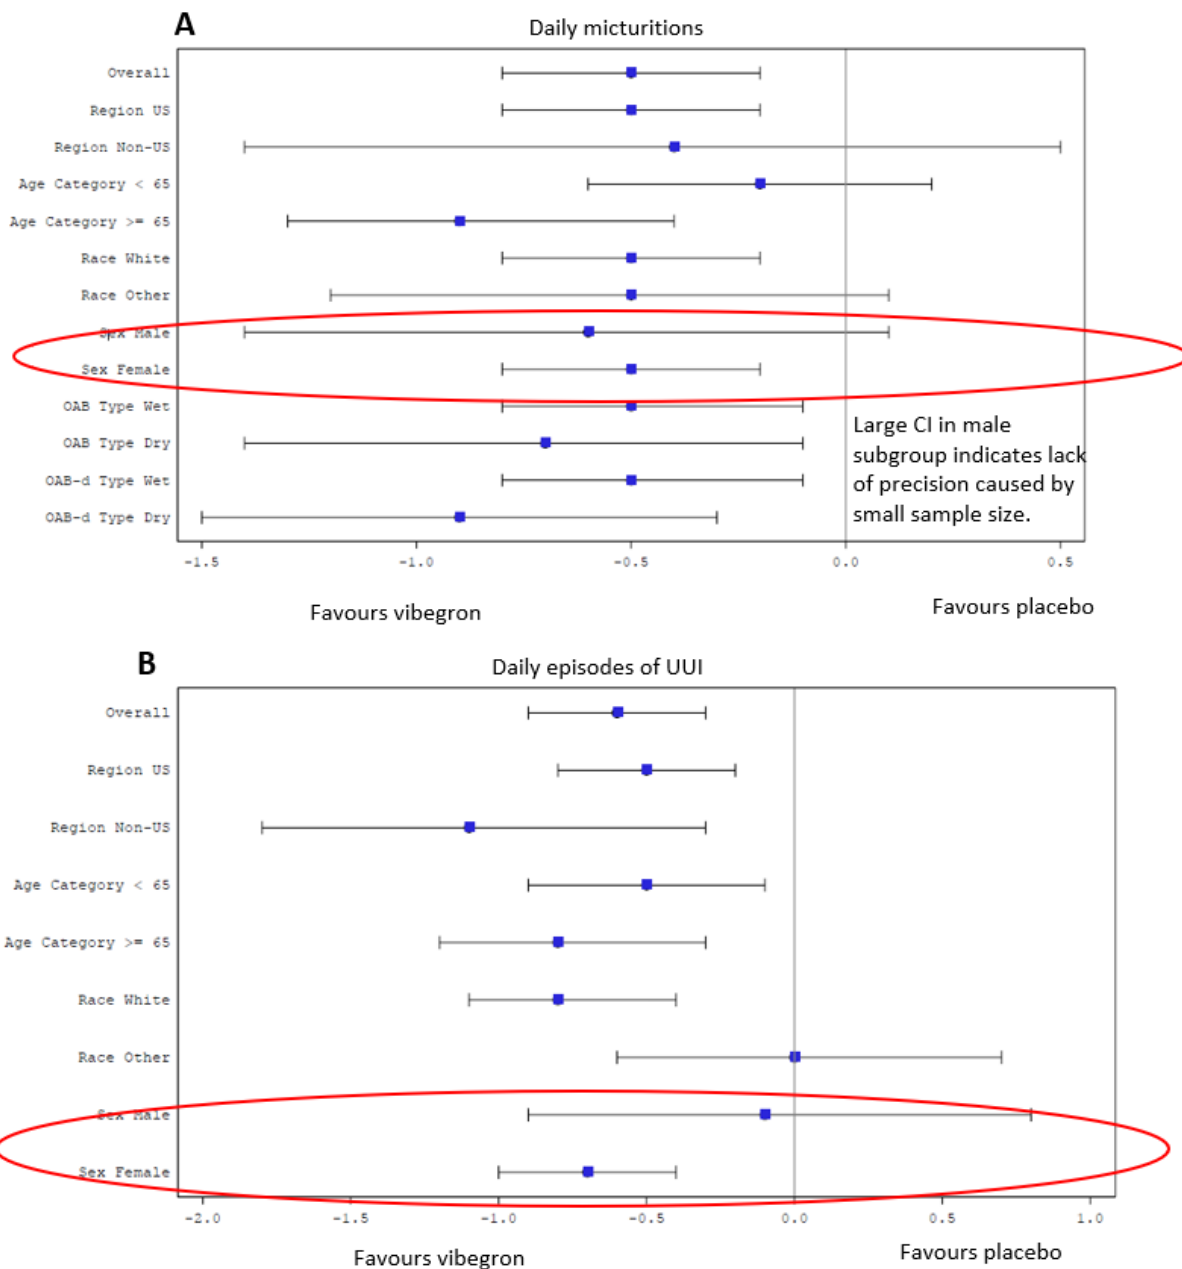 A
Daily micturitions
Overall
Region US
Region Non-US
Age Category < 65
Age Category >= 65
Race White
Race Other
Sex Male
Sex Female
OAB Type Wet
OAB Type Dry
OAB-d Type Wet
OAB-d Type Dry
Large CI in male
subgroup indicates lack
of precision caused by
small sample size.
-1.5 -1.0 -0.5 0.0 0.5
Favours vibegron Favours placebo
B
Daily episodes of UUI
Overall
Region US
Region Non-US
Age Category < 65
Age Category >= 65
Race White
Race Other
Sex Male
Sex Female
-2.0 -1.5 -1.0 -0.5 0.0 0.5 1.0
Favours vibegron Favours placebo